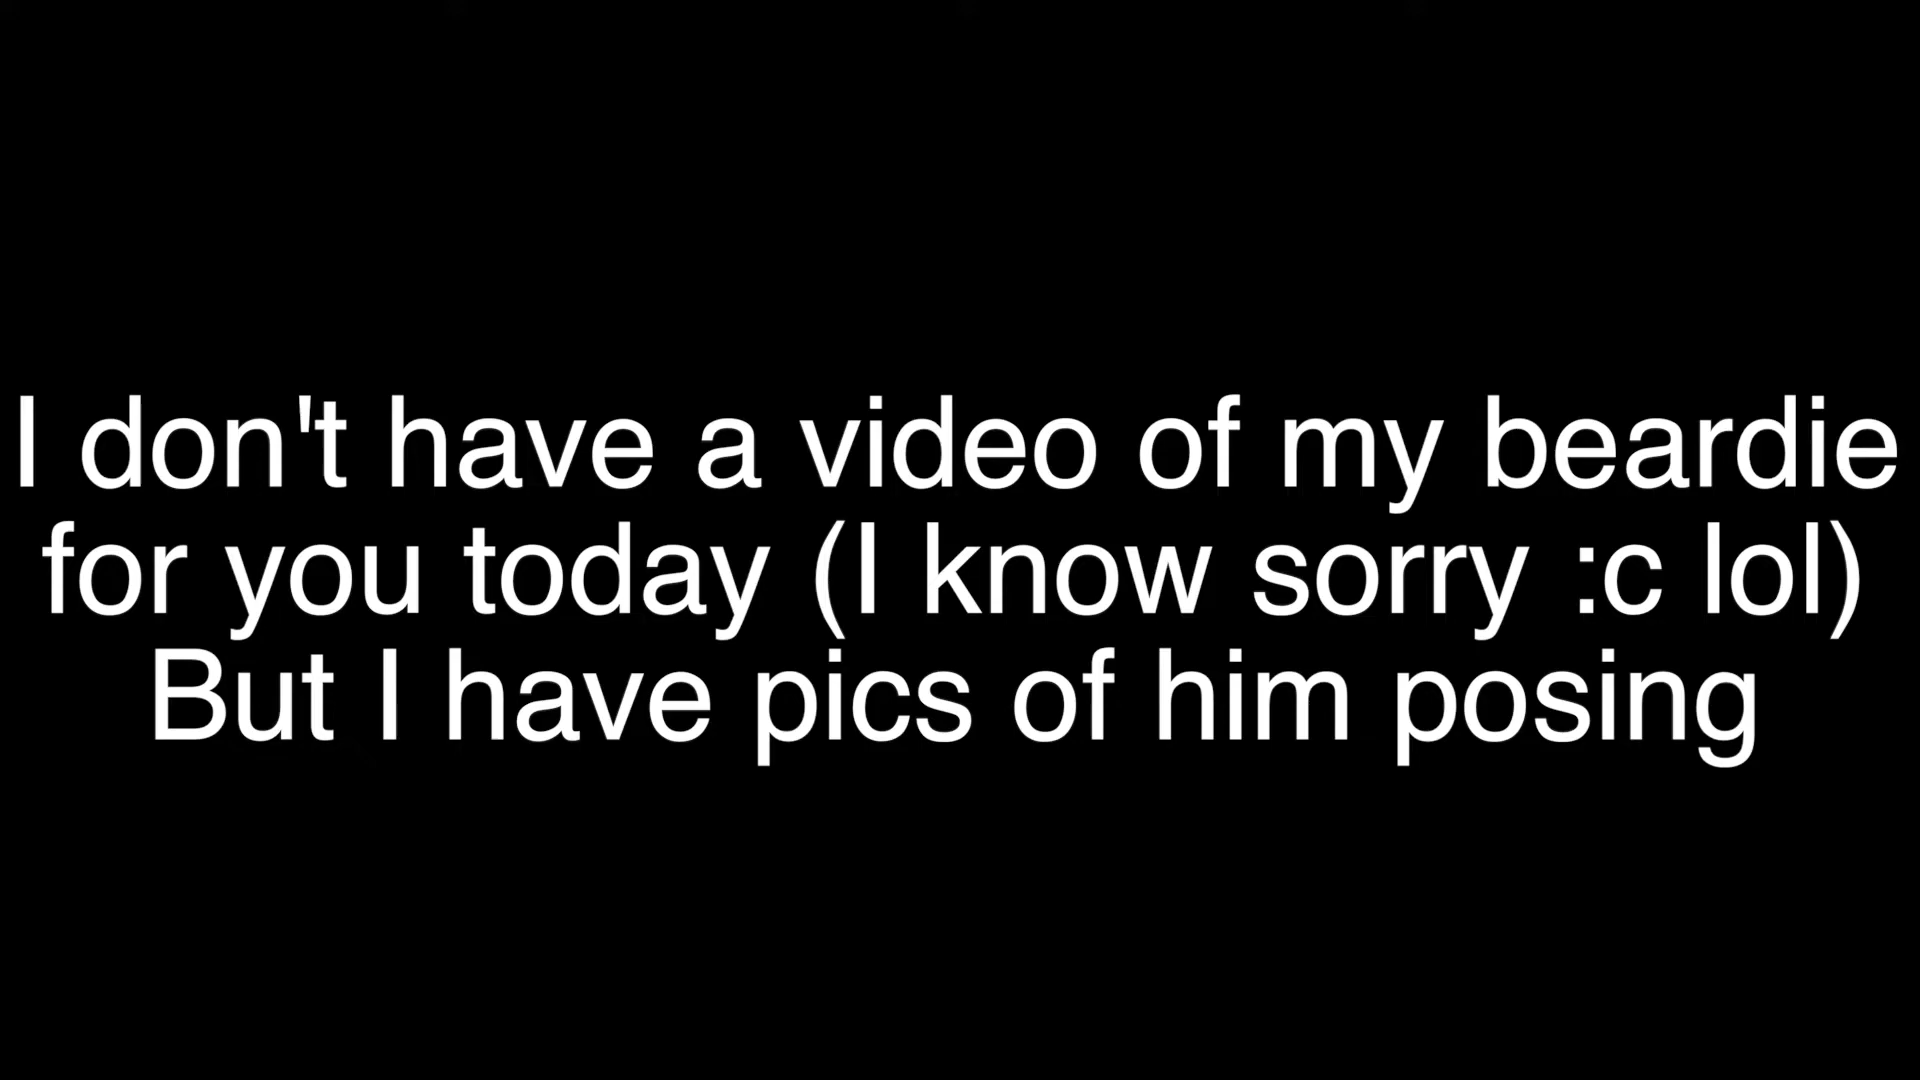 I don't have a video of my beardie
for you today (I know sorry :c lol)
But I have pics of him posing